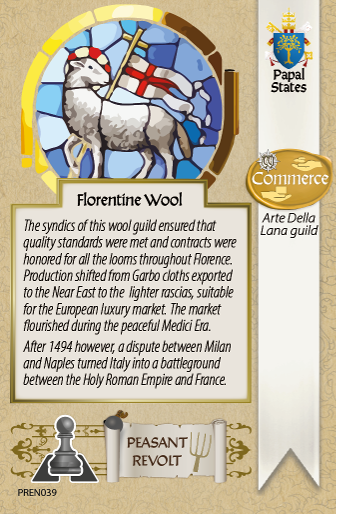 Papal
States
Commerce
Arte Della
Lana guild
Florentine Wool
The syndics of this wool guild ensured that
quality standards were met and contracts were
honored for all the looms throughout Florence.
Production shifted from Garbo cloths exported
to the Near East to the lighter rascias, suitable
for the European luxury market. The market
flourished during the peaceful Medici Era.
After 1494 however, a dispute between Milan
and Naples turned Italy into a battleground
between the Holy Roman Empire and France.
PEASANT
REVOLT
PREN039